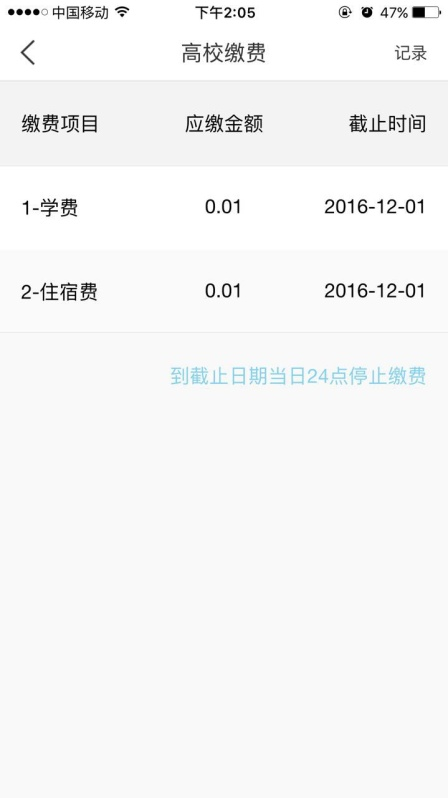 中国移动 下午2:05 47%
高校缴费 记录
缴费项目 应缴金额 截止时间
1-学费 0.01 2016-12-01
2-住宿费 0.01 2016-12-01
到截止日期当日24点停止缴费